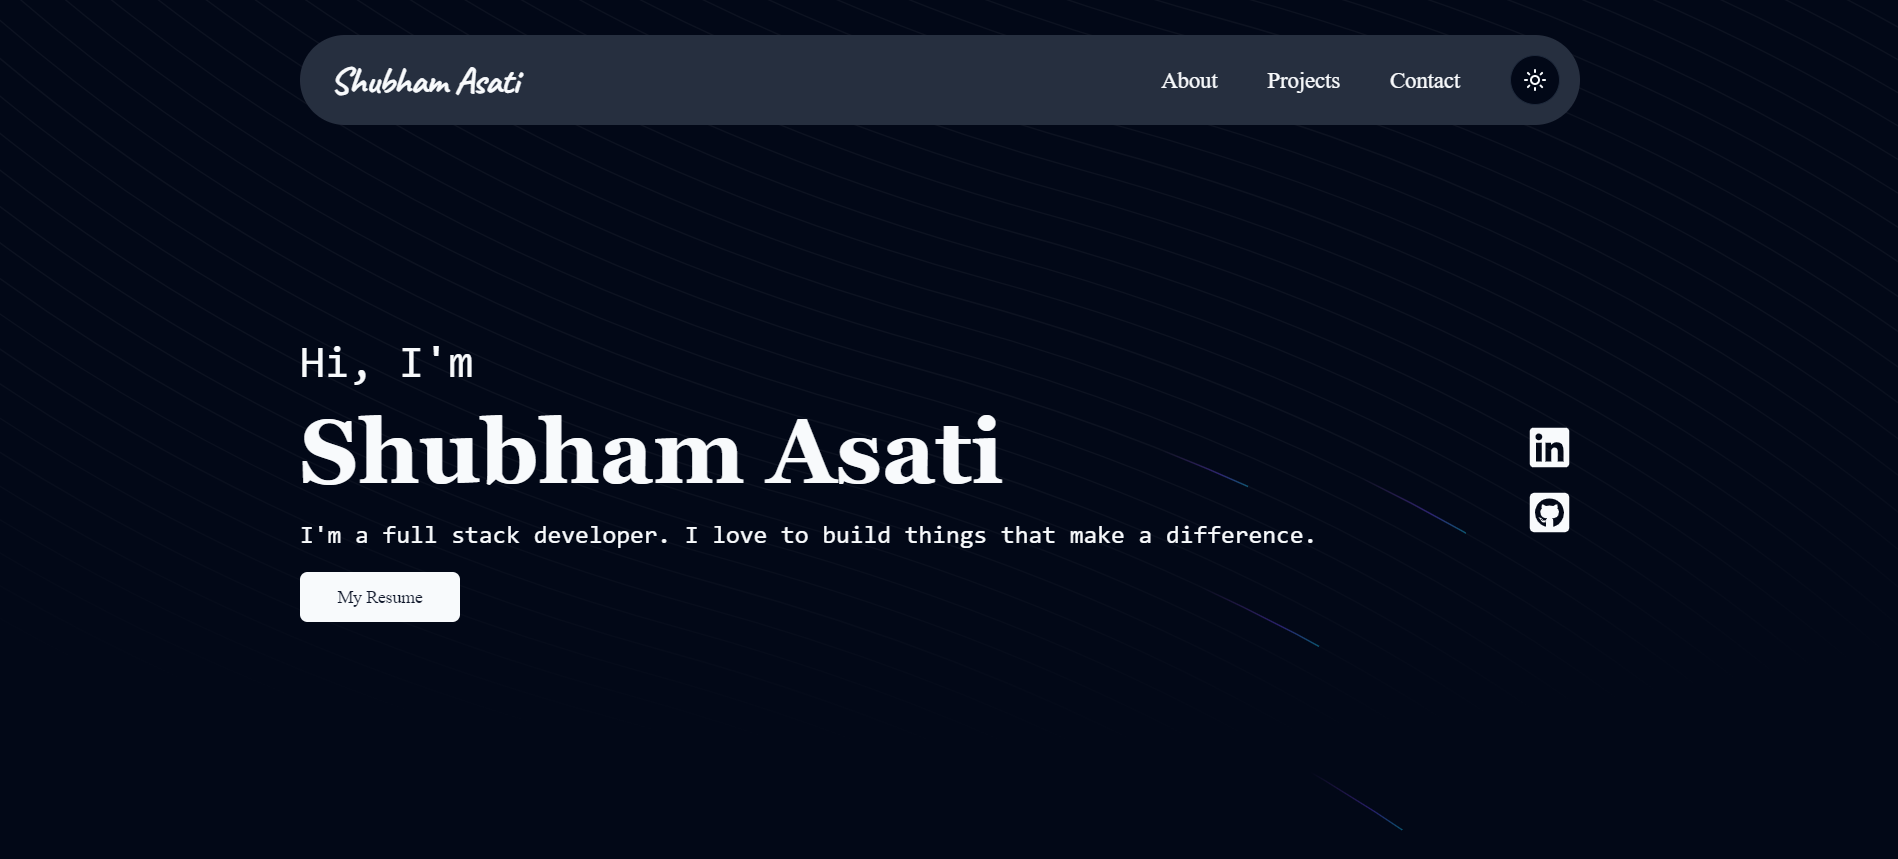 Shubham Asati
About Projects Contact
Hi, I'm
Shubham Asati
I'm a full stack developer. I love to build things that make a difference.
in
My Resume